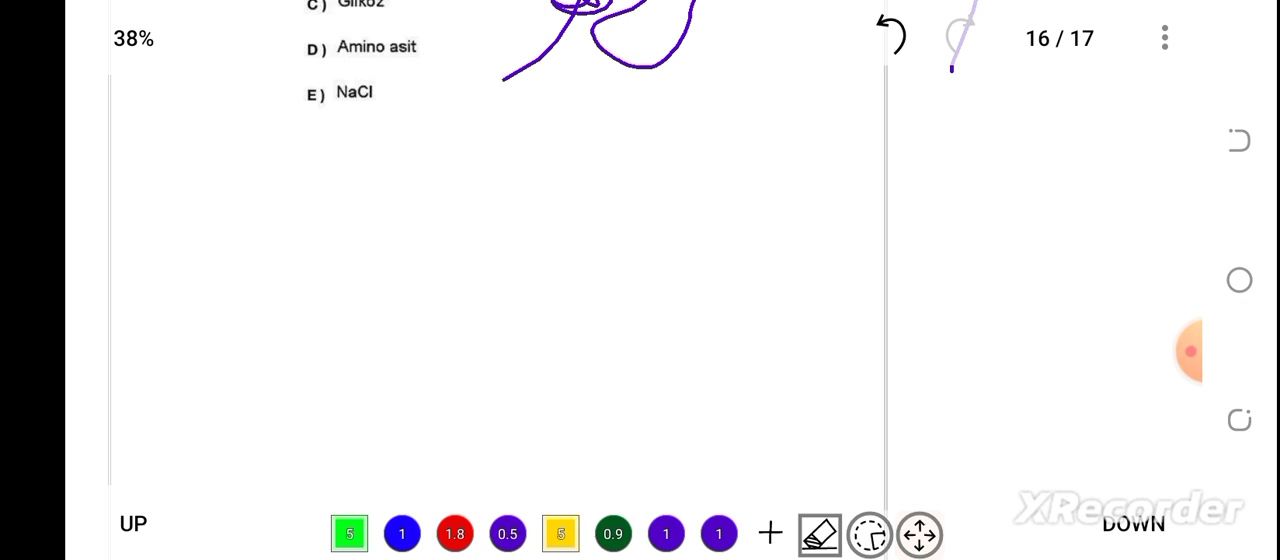 C) Glikoz
38%
16 / 17
D) Amino asit
E) NaCl
XRecorder
UP
5
1
1.8
0.5
5
0.9
1
1
DOWN